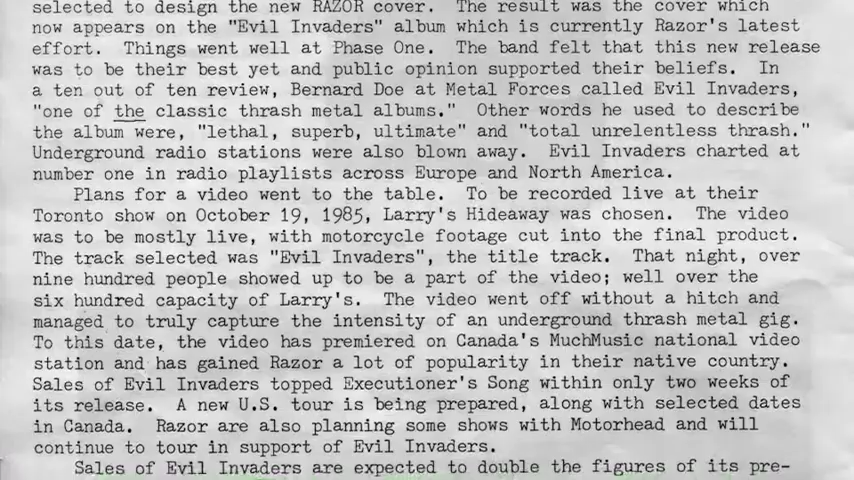 selected to design the new RAZOR cover.  The result was the cover which
now appears on the "Evil Invaders" album which is currently Razor's latest
effort.  Things went well at Phase One.  The band felt that this new release
was to be their best yet and public opinion supported their beliefs.  In
a ten out of ten review, Bernard Doe at Metal Forces called Evil Invaders,
"one of the classic thrash metal albums."  Other words he used to describe
the album were, "lethal, superb, ultimate" and "total unrelentless thrash."
Underground radio stations were also blown away.  Evil Invaders charted at
number one in radio playlists across Europe and North America.
Plans for a video went to the table.  To be recorded live at their
Toronto show on October 19, 1985, Larry's Hideaway was chosen.  The video
was to be mostly live, with motorcycle footage cut into the final product.
The track selected was "Evil Invaders", the title track.  That night, over
nine hundred people showed up to be a part of the video; well over the
six hundred capacity of Larry's.  The video went off without a hitch and
managed to truly capture the intensity of an underground thrash metal gig.
To this date, the video has premiered on Canada's MuchMusic national video
station and has gained Razor a lot of popularity in their native country.
Sales of Evil Invaders topped Executioner's Song within only two weeks of
its release.  A new U.S. tour is being prepared, along with selected dates
in Canada.  Razor are also planning some shows with Motorhead and will
continue to tour in support of Evil Invaders.
Sales of Evil Invaders are expected to double the figures of its pre-